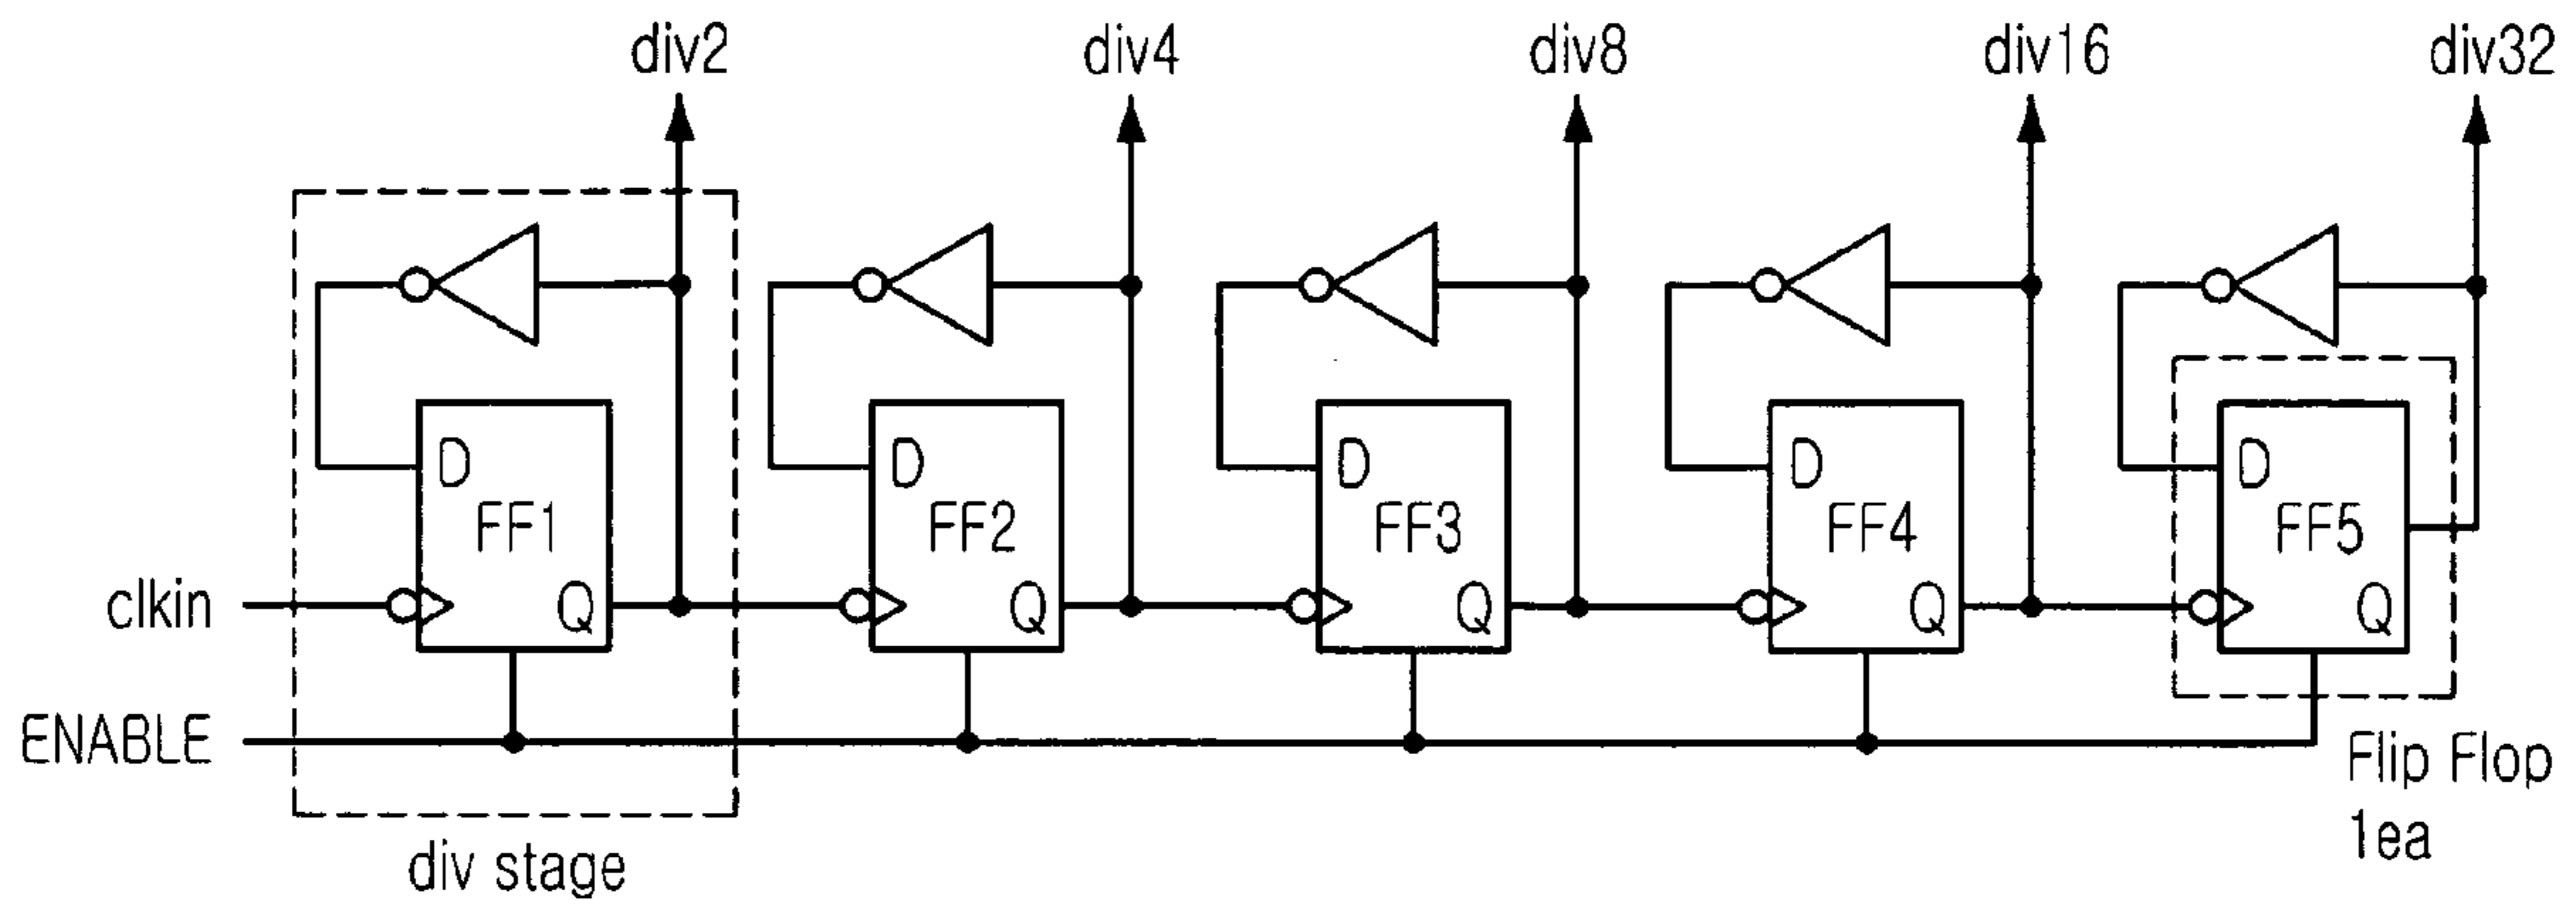 div2
div4
div8
div16
div32
D
FF1
Q
D
FF2
Q
D
FF3
Q
D
FF4
Q
D
FF5
Q
clkin
ENABLE
div stage
Flip Flop
1ea